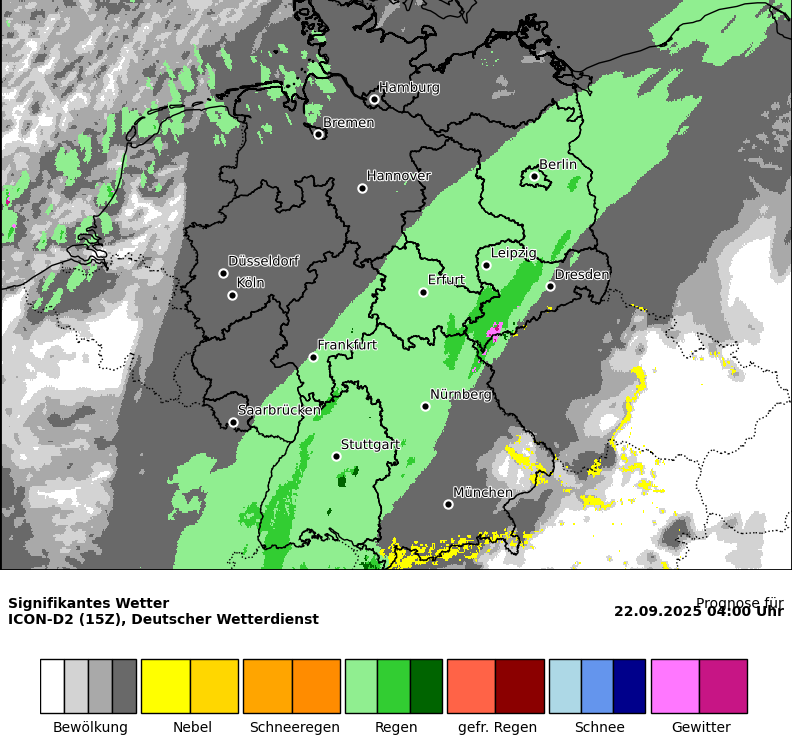 Hamburg
Bremen
Berlin
Hannover
Leipzig
Düsseldorf
Dresden
Köln
Erfurt
Frankfurt
Nürnberg
Saarbrücken
Stuttgart
München
Signifikantes Wetter
Prognose für
ICON-D2 (15Z), Deutscher Wetterdienst
22.09.2025 04:00 Uhr
Bewölkung Nebel Schneeregen Regen gefr. Regen Schnee Gewitter